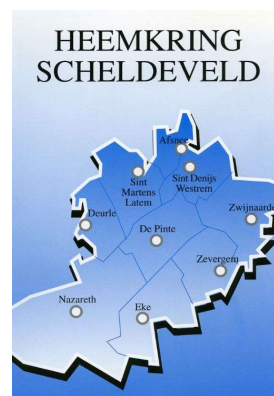 HEEMKRING
SCHELDEVELD
Afsnee
Sint
Martens
Latem
Sint Denijs
Westrem
Deurle
Zwijnaarde
De Pinte
Zevergem
Nazareth
Eke